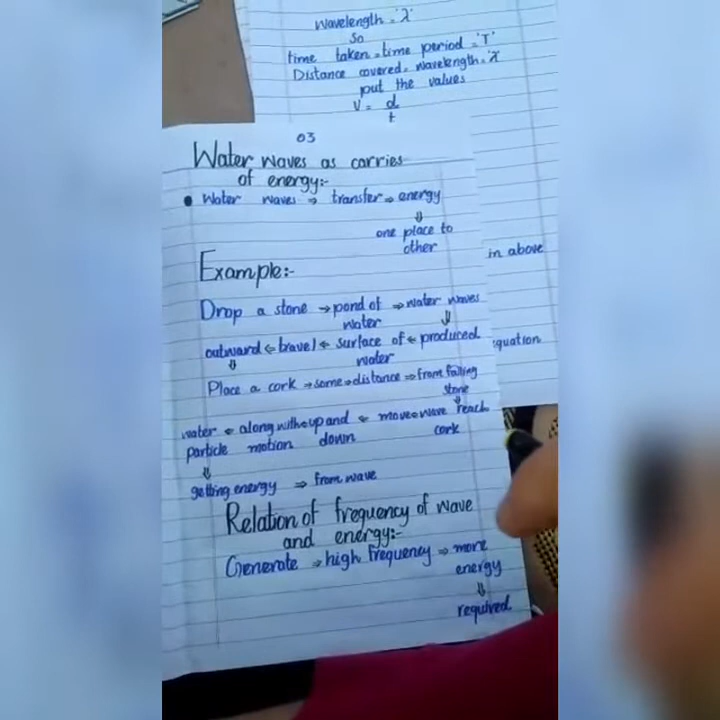 Wavelength = 'λ'
So
time taken = time period = 'T'
Distance covered = wavelength = 'λ'
put the values
V = d
t
in above
equation
03
Water waves as carries
of energy:-
• Water waves ⇒ transfer ⇒ energy
⇓
one place to
other
Example:-
Drop a stone → pond of ⇒ water waves
water ⇓
outward ⇐ travel ⇐ surface of ⇐ produced
⇓ water
Place a cork ⇒ some ⇒ distance ⇒ from falling
stone
⇓
water ⇐ along with ⇐ up and ⇐ move ⇐ wave reach
particle motion down cork
⇓
getting energy ⇒ from wave
Relation of frequency of wave
and energy:-
Generate ⇒ high frequency ⇒ more
energy
⇓
required